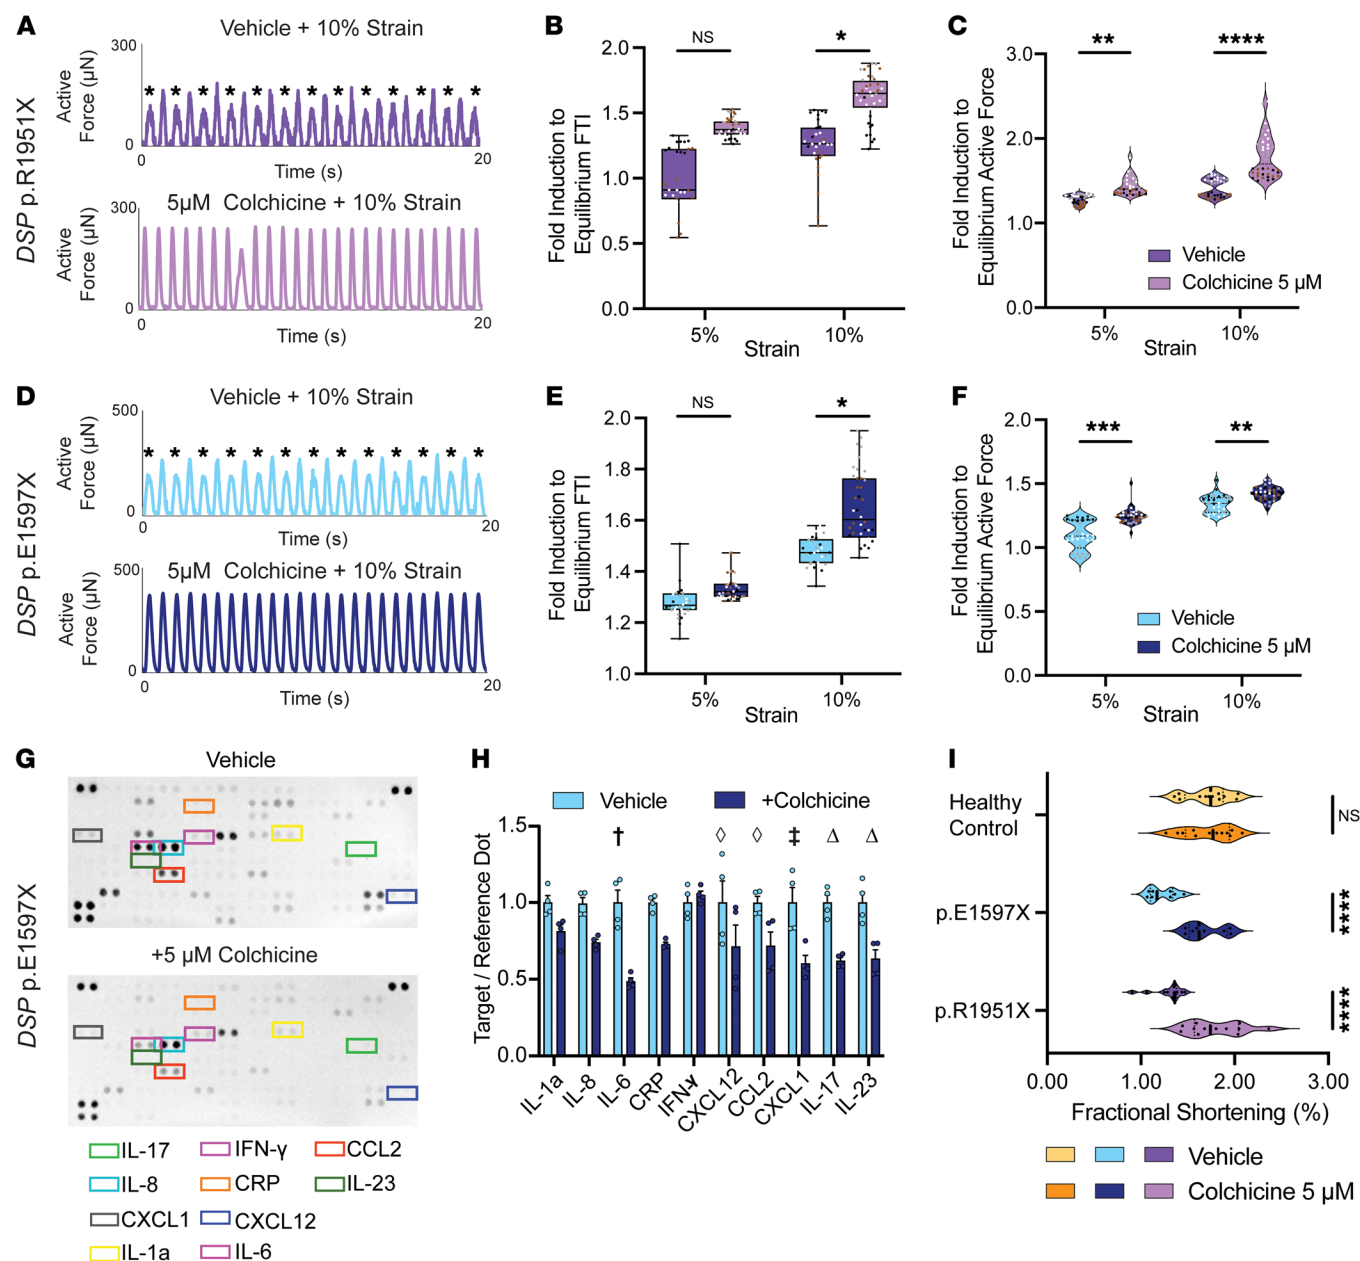 A
DSP p.R1951X
Vehicle + 10% Strain
Active
Force (µN)
300
0
* * * * * * * * * * * * *
0
20
Time (s)
5µM Colchicine + 10% Strain
Active
Force (µN)
300
0
0
20
Time (s)
B
Fold Induction to
Equilibrium FTI
2.0
1.5
1.0
0.5
0.0
NS
*
5%
10%
Strain
C
Fold Induction to
Equilibrium Active Force
3.0
2.0
1.0
0.0
**
****
Vehicle
Colchicine 5 µM
5%
10%
Strain
D
DSP p.E1597X
Vehicle + 10% Strain
Active
Force (µN)
500
0
* * * * * * * * * * * * *
0
20
Time (s)
5µM Colchicine + 10% Strain
Active
Force (µN)
500
0
0
20
Time (s)
E
Fold Induction to
Equilibrium FTI
2.0
1.8
1.6
1.4
1.2
1.0
NS
*
5%
10%
Strain
F
Fold Induction to
Equilibrium Active Force
2.0
1.5
1.0
0.5
0.0
***
**
Vehicle
Colchicine 5 µM
5%
10%
Strain
G
DSP p.E1597X
Vehicle
+5 µM Colchicine
IL-17
IFN-γ
CCL2
IL-8
CRP
IL-23
CXCL1
CXCL12
IL-1a
IL-6
H
Vehicle
+Colchicine
Target / Reference Dot
1.5
1.0
0.5
0.0
† ◊ ◊ ‡ Δ Δ
IL-1a
IL-8
IL-6
CRP
IFN-γ
CXCL12
CCL2
CXCL1
IL-17
IL-23
I
Healthy
Control
NS
p.E1597X
****
p.R1951X
****
0.00 1.00 2.00 3.00
Fractional Shortening (%)
Vehicle
Colchicine 5 µM